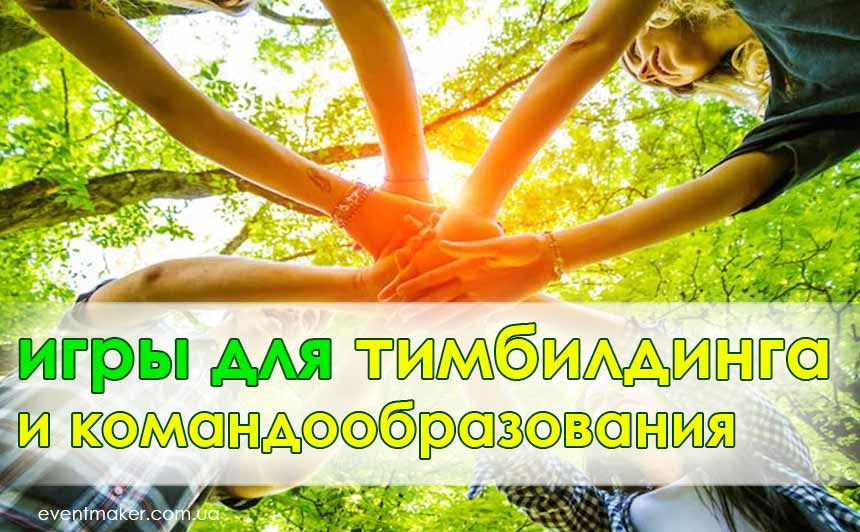 игры для тимбилдинга
и командообразования
eventmaker.com.ua